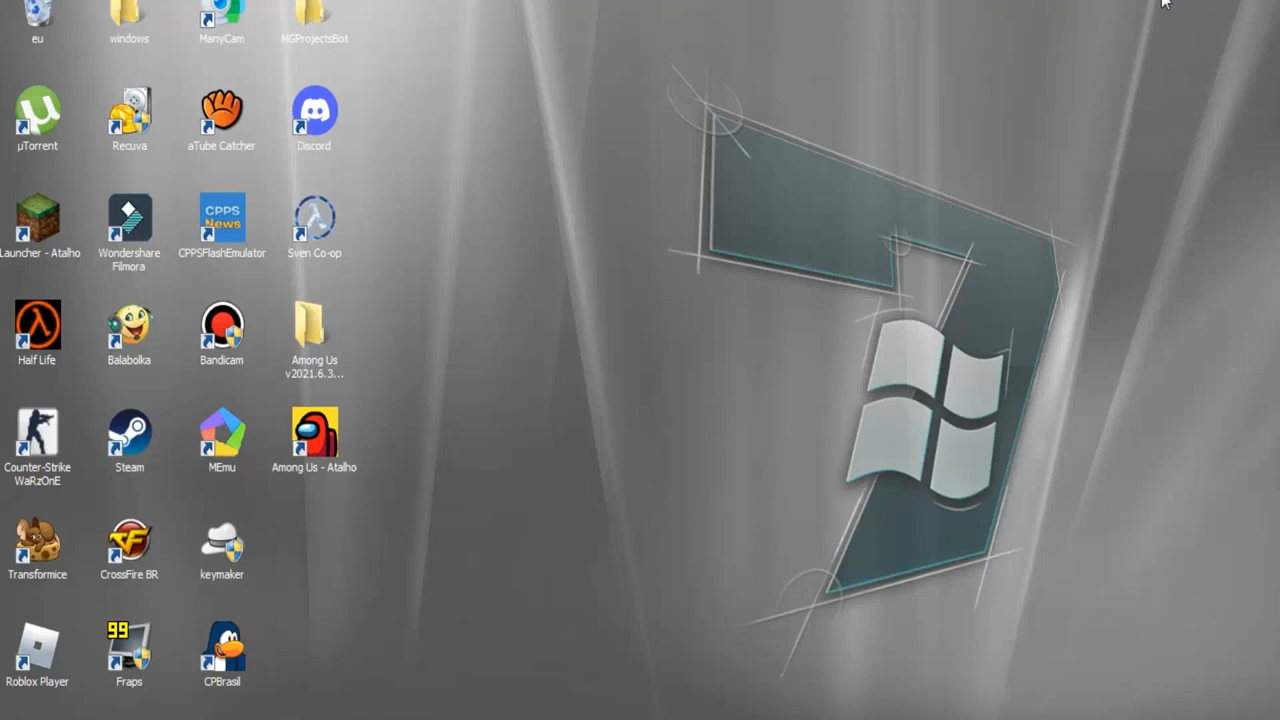 eu
windows
ManyCam
MGProjectsBot
µTorrent
Recuva
aTube Catcher
Discord
CPPS
News
Launcher - Atalho
Wondershare
Filmora
CPPSFlashEmulator
Sven Co-op
Half Life
Balabolka
Bandicam
Among Us
v2021.6.3...
Counter-Strike
WaRzOnE
Steam
MEmu
Among Us - Atalho
CF
Transformice
CrossFire BR
keymaker
99
Roblox Player
Fraps
CPBrasil